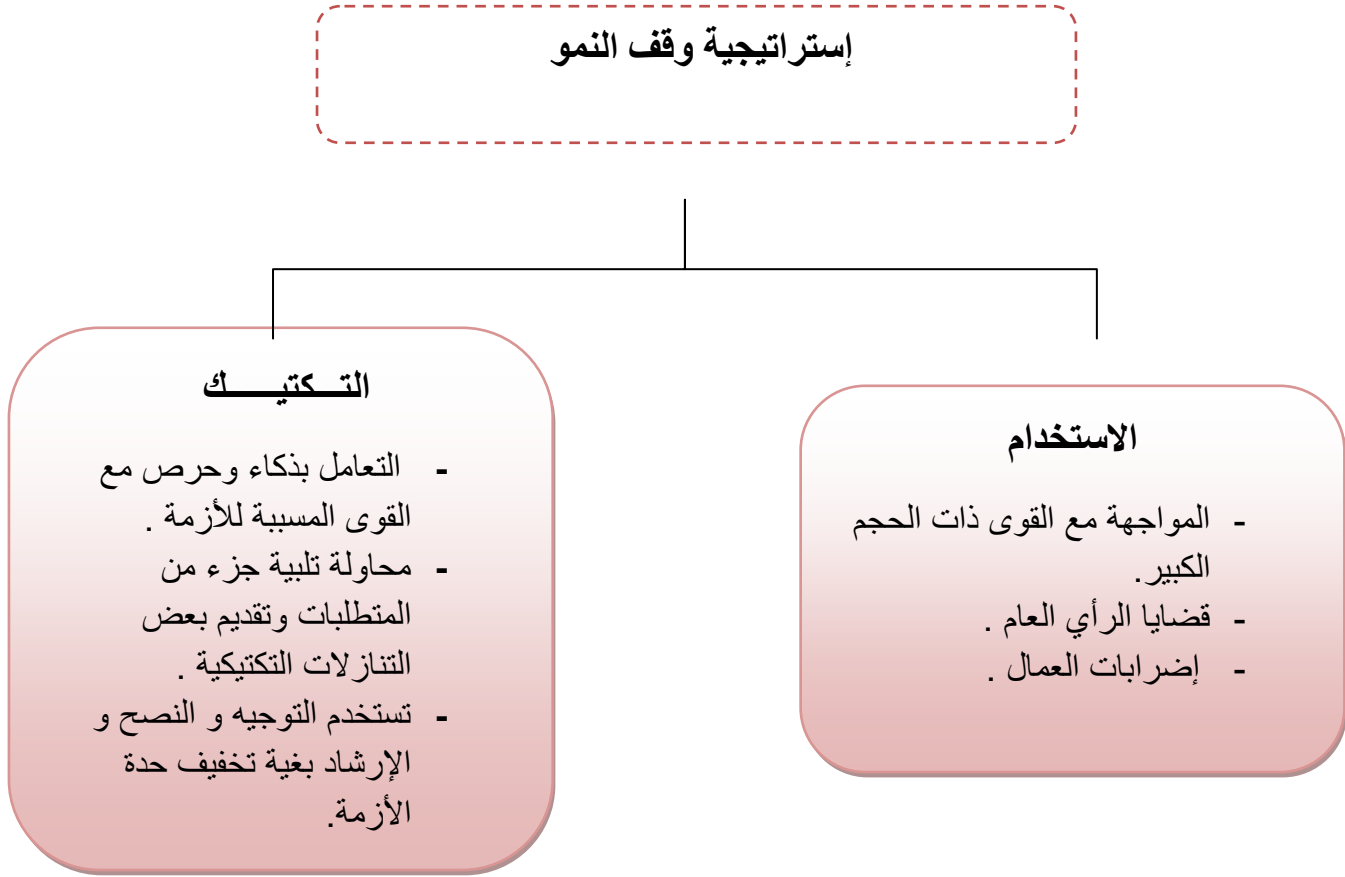 إستراتيجية وقف النمو
الاستخدام
- المواجهة مع القوى ذات الحجم
الكبير.
- قضايا الرأي العام .
- إضرابات العمال .
التـــكتيـــــــك
- التعامل بذكاء وحرص مع
القوى المسببة للأزمة .
- محاولة تلبية جزء من
المتطلبات وتقديم بعض
التنازلات التكتيكية .
- تستخدم التوجيه و النصح و
الإرشاد بغية تخفيف حدة
الأزمة.